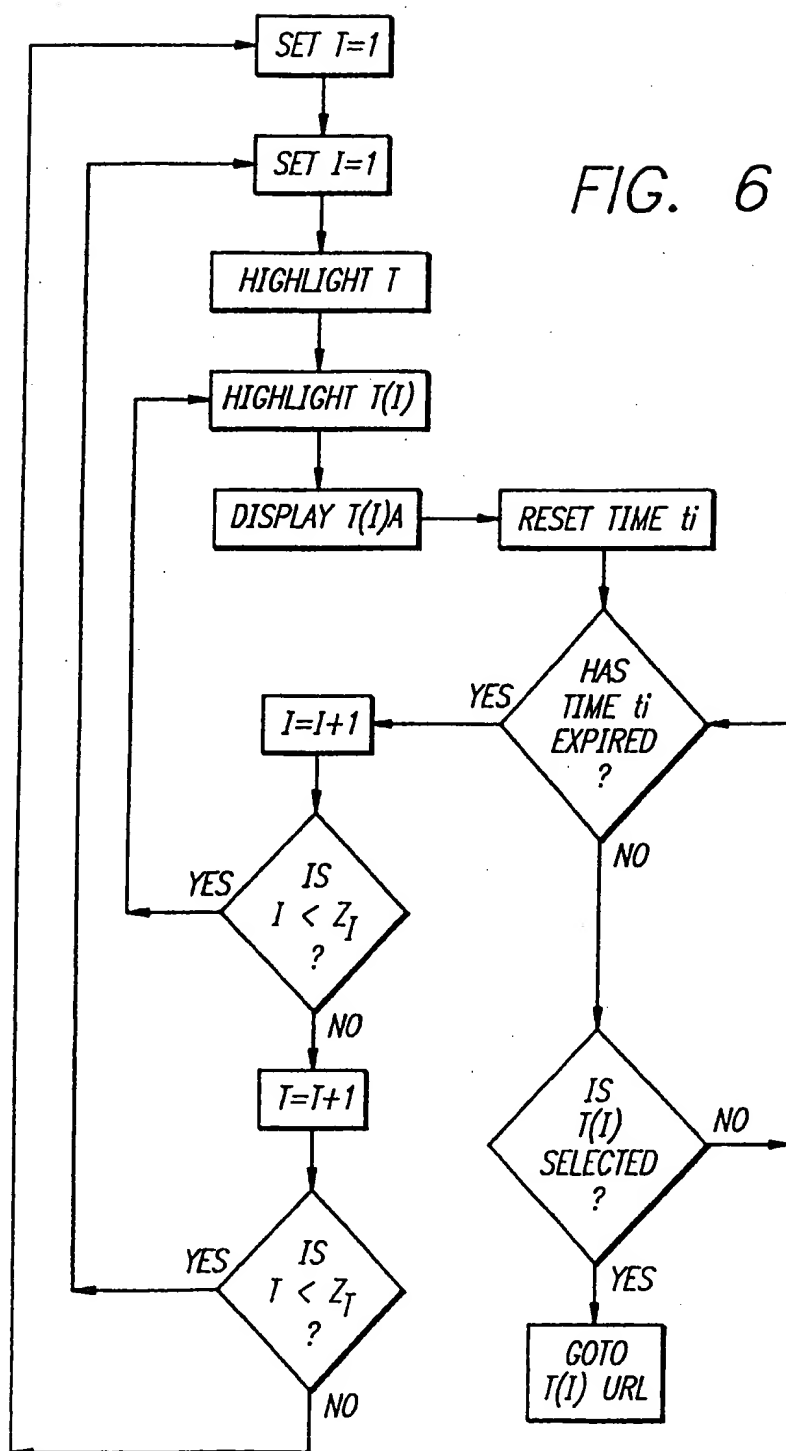 SET T=1
SET I=1
FIG. 6
HIGHLIGHT T
HIGHLIGHT T(I)
DISPLAY T(I)A
RESET TIME ti
HAS
TIME ti
EXPIRED
?
YES
NO
I=I+1
IS
I < Z_I
?
YES
NO
T=T+1
IS
T(I)
SELECTED
?
NO
YES
IS
T < Z_T
?
YES
NO
GOTO
T(I) URL